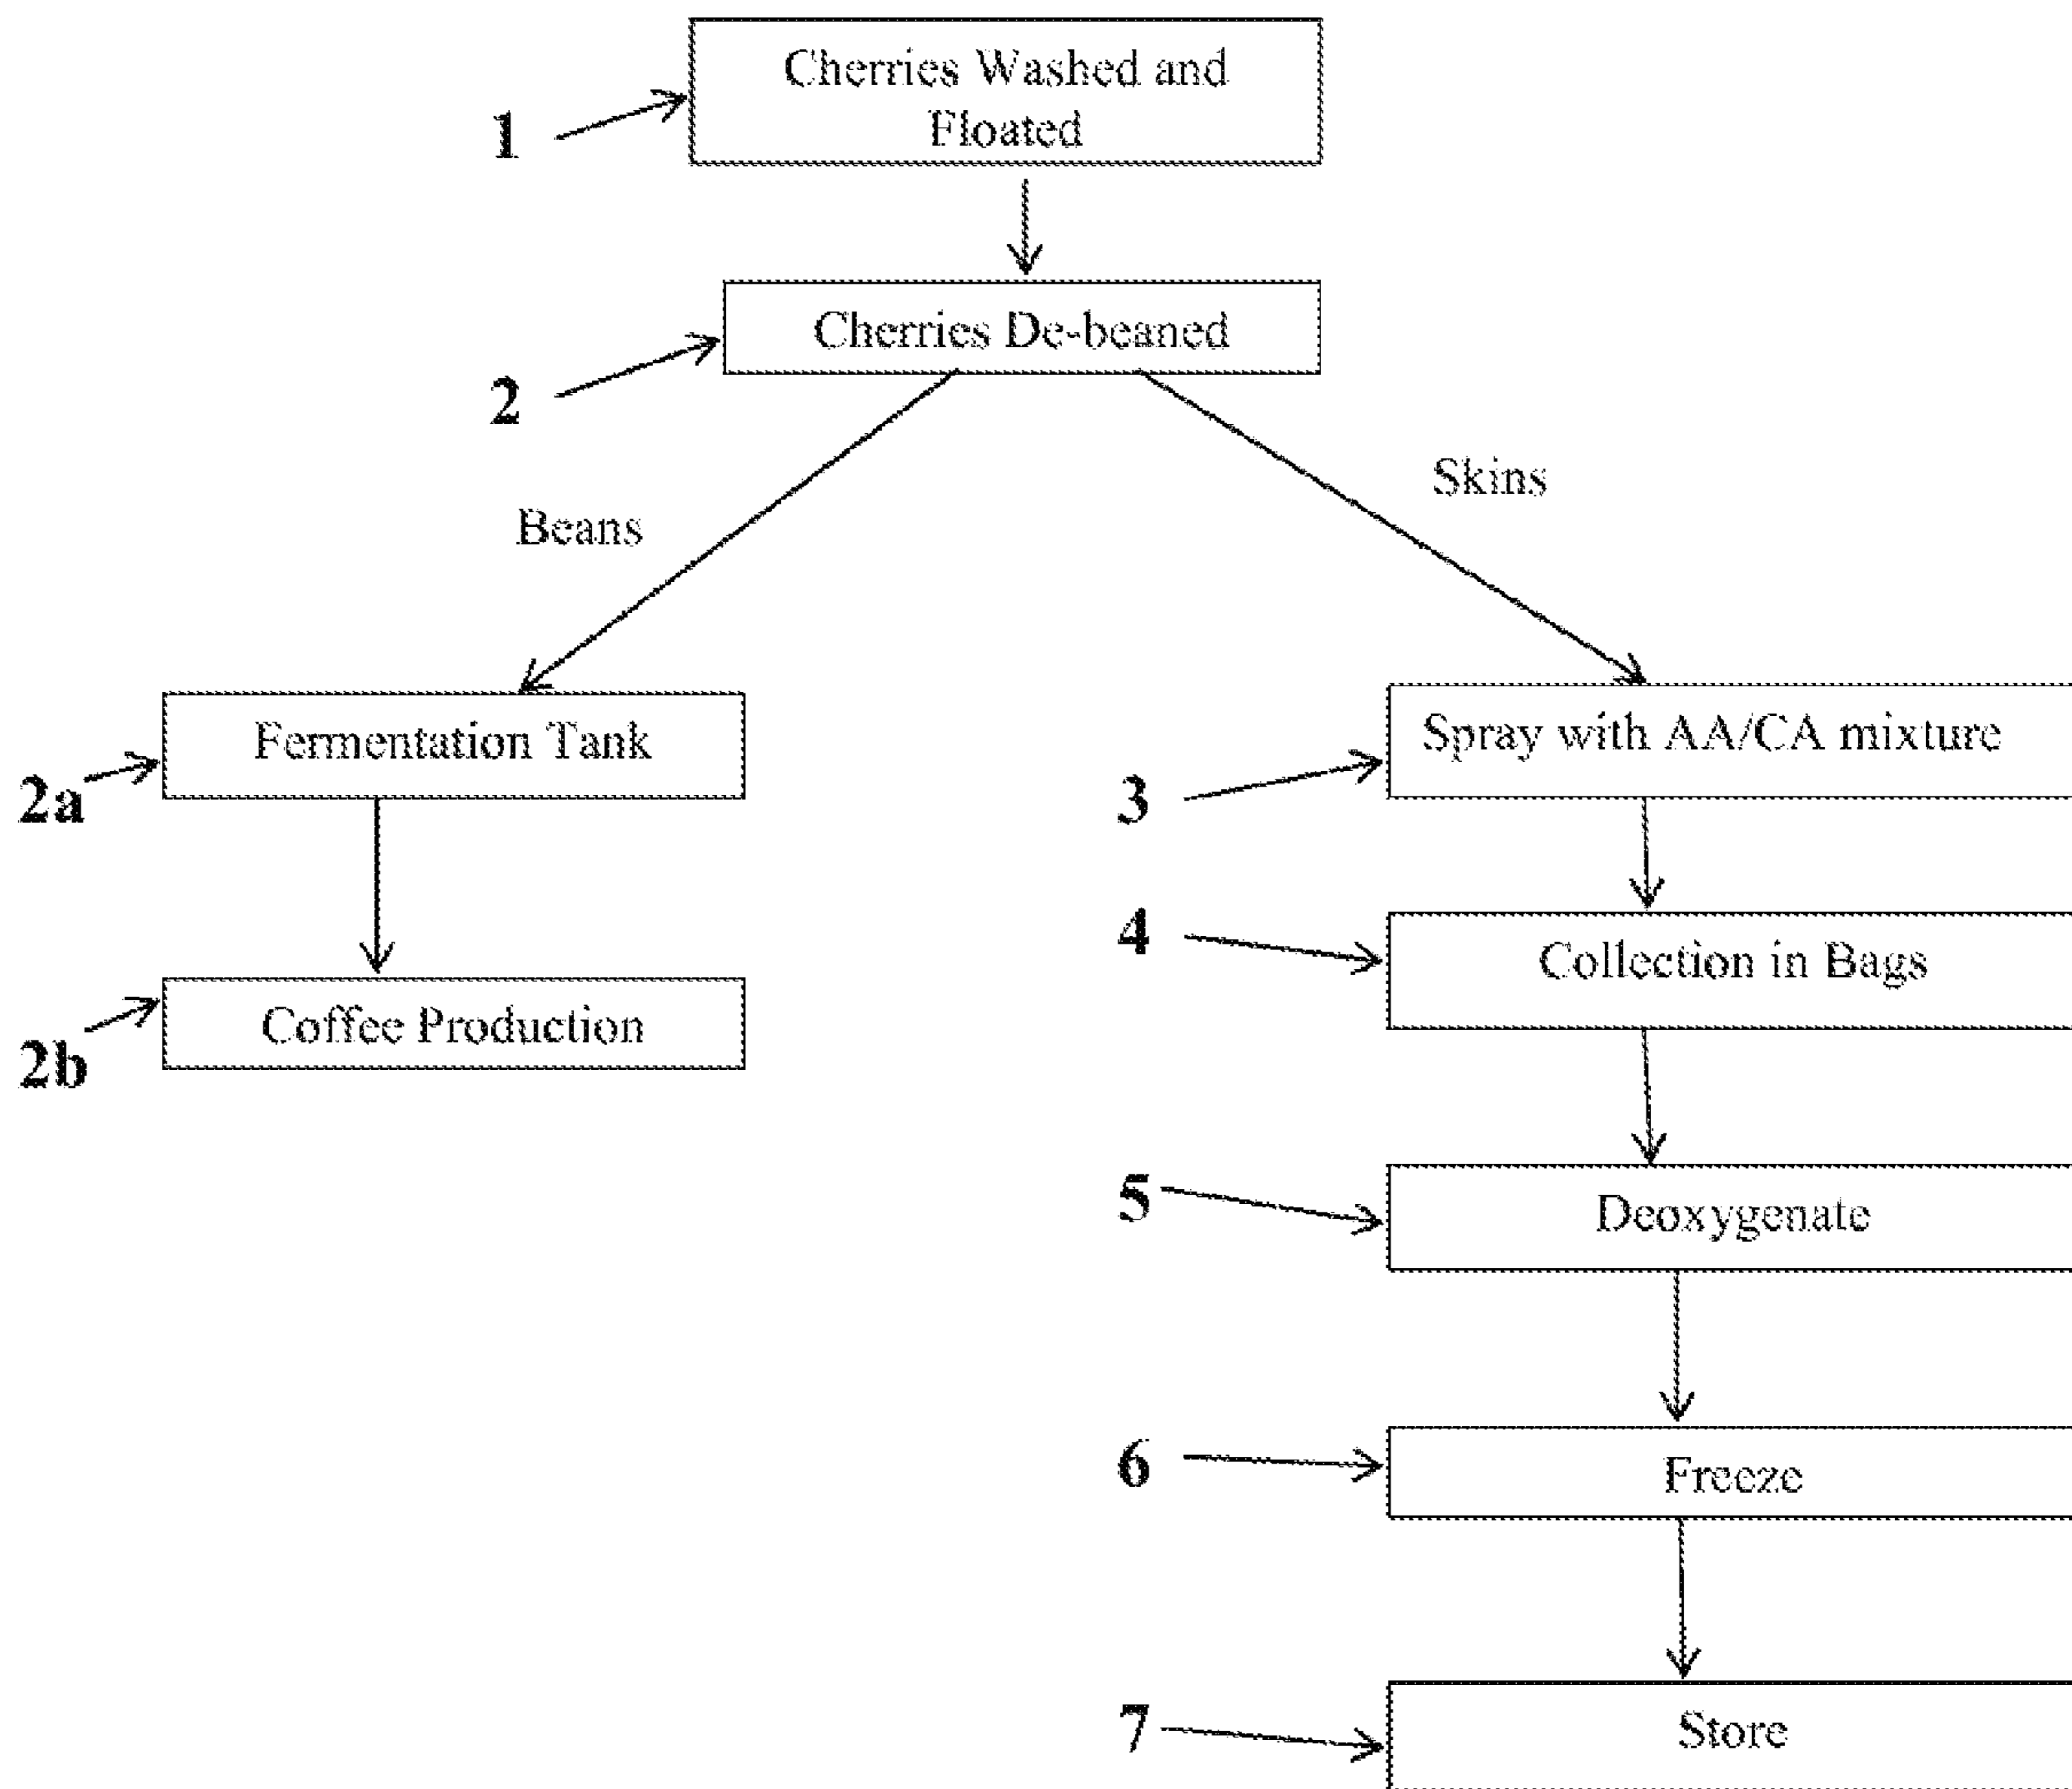 Cherries Washed and
Floated
1
Cherries De-beaned
2
Skins
Beans
Fermentation Tank
2a
Spray with AA/CA mixture
3
4
Collection in Bags
Coffee Production
2b
5
Deoxygenate
6
Freeze
7
Store